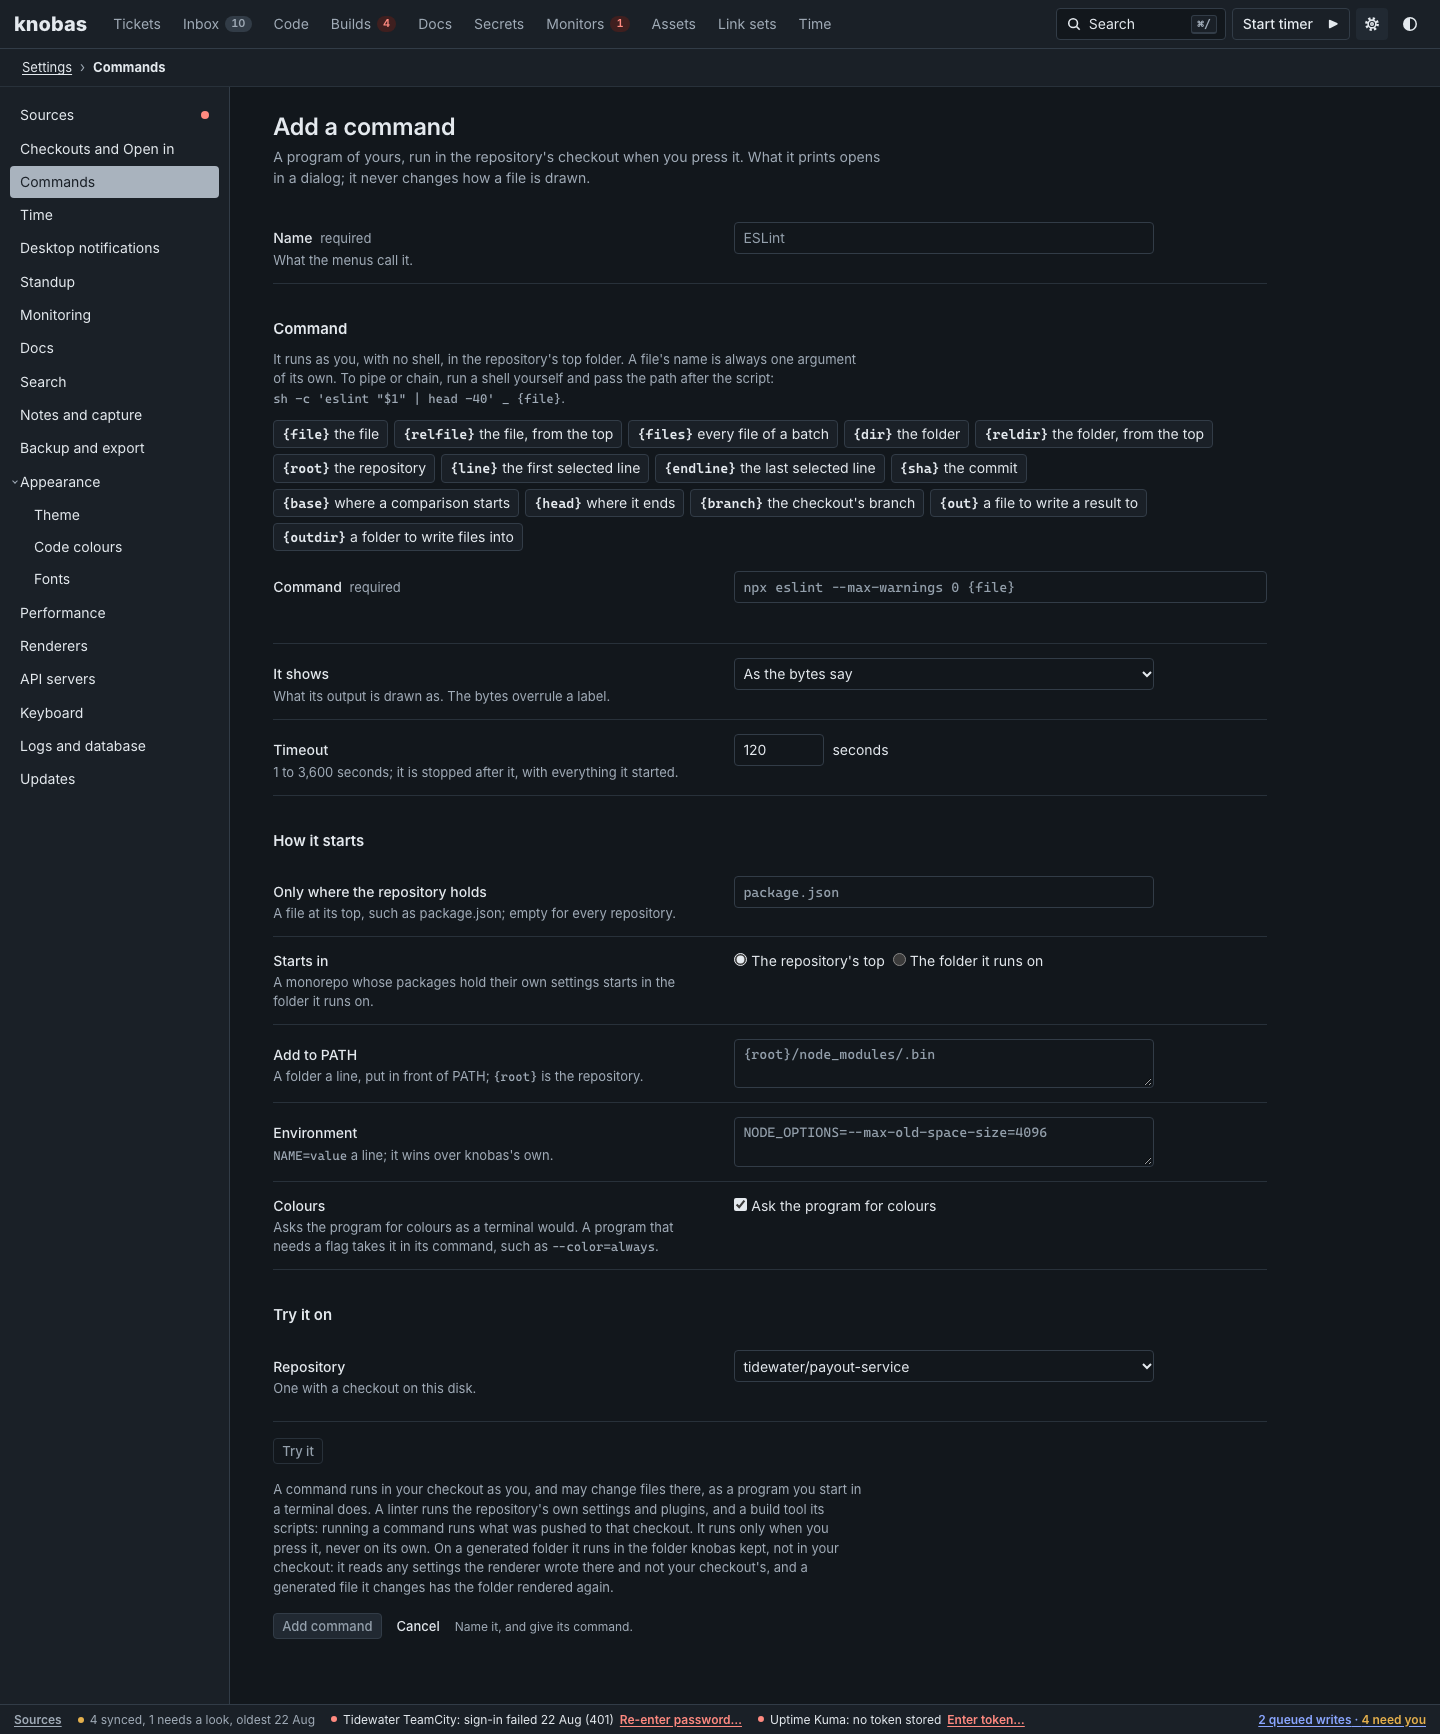 knobas Tickets Inbox 10 Code Builds 4 Docs Secrets Monitors 1 Assets Link sets Time Search ⌘/ Start timer
Settings › Commands
Sources
Checkouts and Open in
Commands
Time
Desktop notifications
Standup
Monitoring
Docs
Search
Notes and capture
Backup and export
Appearance
Theme
Code colours
Fonts
Performance
Renderers
API servers
Keyboard
Logs and database
Updates
Add a command
A program of yours, run in the repository's checkout when you press it. What it prints opens
in a dialog; it never changes how a file is drawn.
Name required
ESLint
What the menus call it.
Command
It runs as you, with no shell, in the repository's top folder. A file's name is always one argument
of its own. To pipe or chain, run a shell yourself and pass the path after the script:
sh -c 'eslint "$1" | head -40' _ {file}.
{file} the file {relfile} the file, from the top {files} every file of a batch {dir} the folder {reldir} the folder, from the top
{root} the repository {line} the first selected line {endline} the last selected line {sha} the commit
{base} where a comparison starts {head} where it ends {branch} the checkout's branch {out} a file to write a result to
{outdir} a folder to write files into
Command required
npx eslint --max-warnings 0 {file}
It shows
As the bytes say
What its output is drawn as. The bytes overrule a label.
Timeout
120 seconds
1 to 3,600 seconds; it is stopped after it, with everything it started.
How it starts
Only where the repository holds
package.json
A file at its top, such as package.json; empty for every repository.
Starts in
The repository's top The folder it runs on
A monorepo whose packages hold their own settings starts in the
folder it runs on.
Add to PATH
{root}/node_modules/.bin
A folder a line, put in front of PATH; {root} is the repository.
Environment
NODE_OPTIONS=--max-old-space-size=4096
NAME=value a line; it wins over knobas's own.
Colours
Ask the program for colours
Asks the program for colours as a terminal would. A program that
needs a flag takes it in its command, such as --color=always.
Try it on
Repository
tidewater/payout-service
One with a checkout on this disk.
Try it
A command runs in your checkout as you, and may change files there, as a program you start in
a terminal does. A linter runs the repository's own settings and plugins, and a build tool its
scripts: running a command runs what was pushed to that checkout. It runs only when you
press it, never on its own. On a generated folder it runs in the folder knobas kept, not in your
checkout: it reads any settings the renderer wrote there and not your checkout's, and a
generated file it changes has the folder rendered again.
Add command Cancel Name it, and give its command.
Sources 4 synced, 1 needs a look, oldest 22 Aug Tidewater TeamCity: sign-in failed 22 Aug (401) Re-enter password... Uptime Kuma: no token stored Enter token... 2 queued writes · 4 need you